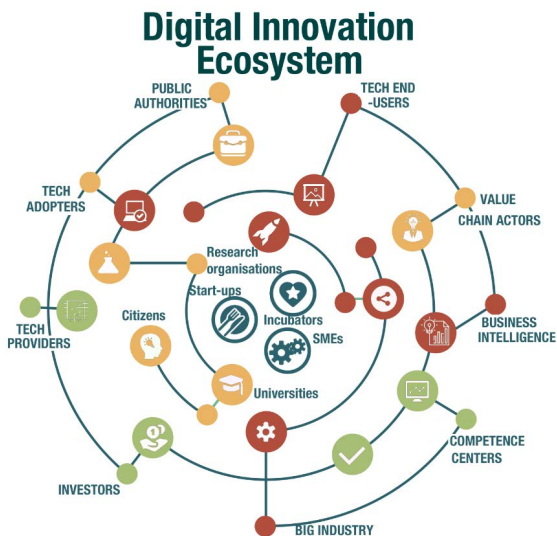 Digital Innovation
Ecosystem
PUBLIC
AUTHORITIES
TECH END
-USERS
TECH
ADOPTERS
VALUE
CHAIN ACTORS
Research
organisations
Start-ups
Incubators
Citizens
SMEs
TECH
PROVIDERS
BUSINESS
INTELLIGENCE
Universities
COMPETENCE
CENTERS
INVESTORS
BIG INDUSTRY